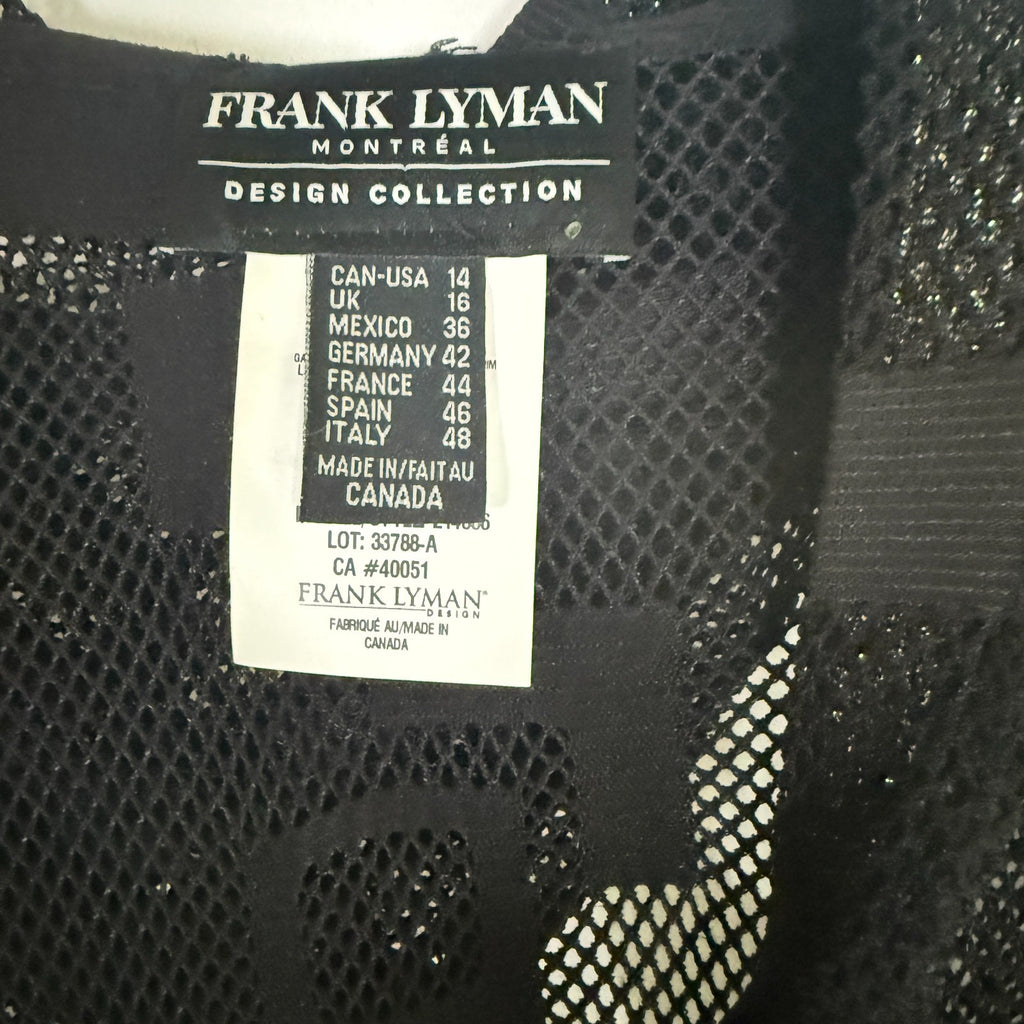 FRANK LYMAN
MONTRÉAL
DESIGN COLLECTION
CAN-USA 14
UK 16
MEXICO 36
GERMANY 42
FRANCE 44
SPAIN 46
ITALY 48
MADE IN/FAIT AU
CANADA
LOT: 33788-A
CA #40051
FRANK LYMAN
DESIGN
FABRIQUÉ AU/MADE IN
CANADA